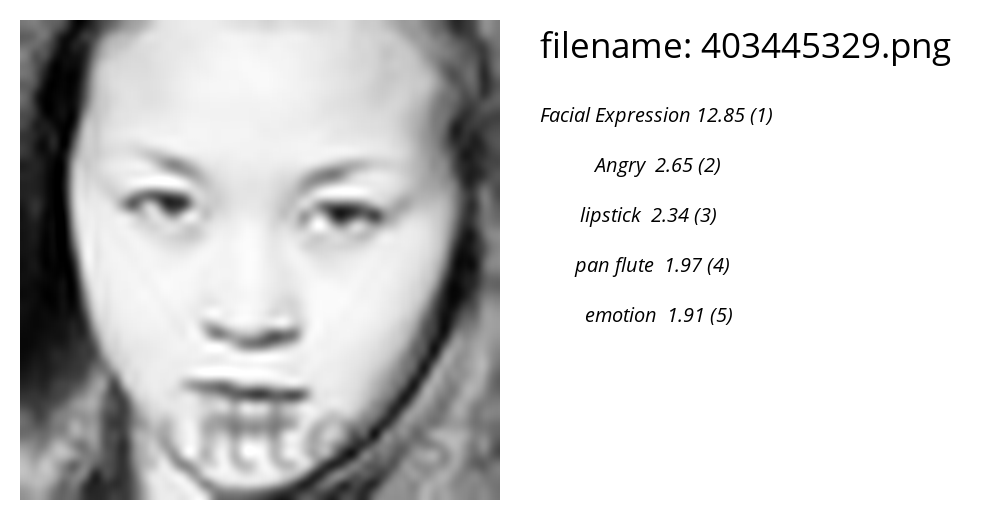 filename: 403445329.png
Facial Expression 12.85 (1)
Angry 2.65 (2)
lipstick 2.34 (3)
pan flute 1.97 (4)
emotion 1.91 (5)